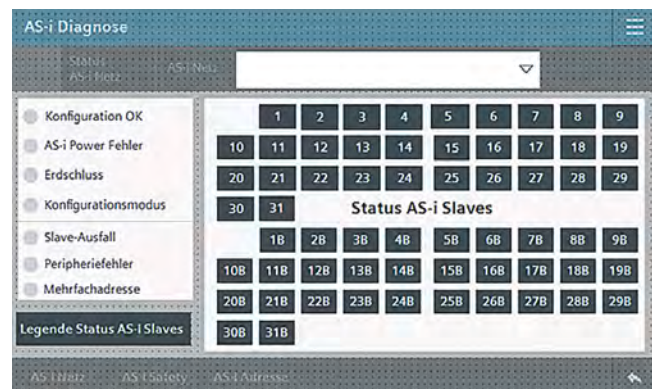 AS-i Diagnose
Status
AS-i Netz
AS-i Netz
Konfiguration OK
AS-i Power Fehler
Erdschluss
Konfigurationsmodus
Slave-Ausfall
Peripheriefehler
Mehrfachadresse
Legende Status AS-i Slaves
1 2 3 4 5 6 7 8 9
10 11 12 13 14 15 16 17 18 19
20 21 22 23 24 25 26 27 28 29
30 31 Status AS-i Slaves
1B 2B 3B 4B 5B 6B 7B 8B 9B
10B 11B 12B 13B 14B 15B 16B 17B 18B 19B
20B 21B 22B 23B 24B 25B 26B 27B 28B 29B
30B 31B
AS-i Netz AS-i Safety AS-i Adresse